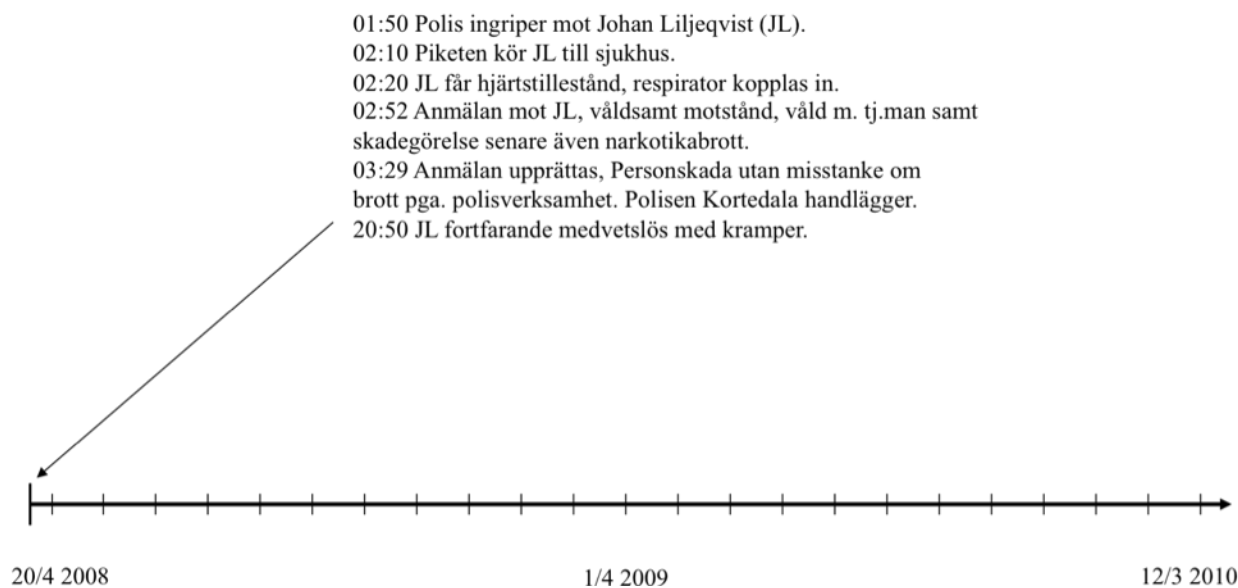 01:50 Polis ingriper mot Johan Liljeqvist (JL).
02:10 Piketen kör JL till sjukhus.
02:20 JL får hjärtstillestånd, respirator kopplas in.
02:52 Anmälan mot JL, våldsamt motstånd, våld m. tj.man samt
skadegörelse senare även narkotikabrott.
03:29 Anmälan upprättas, Personskada utan misstanke om
brott pga. polisverksamhet. Polisen Kortedala handlägger.
20:50 JL fortfarande medvetslös med kramper.
20/4 2008
1/4 2009
12/3 2010